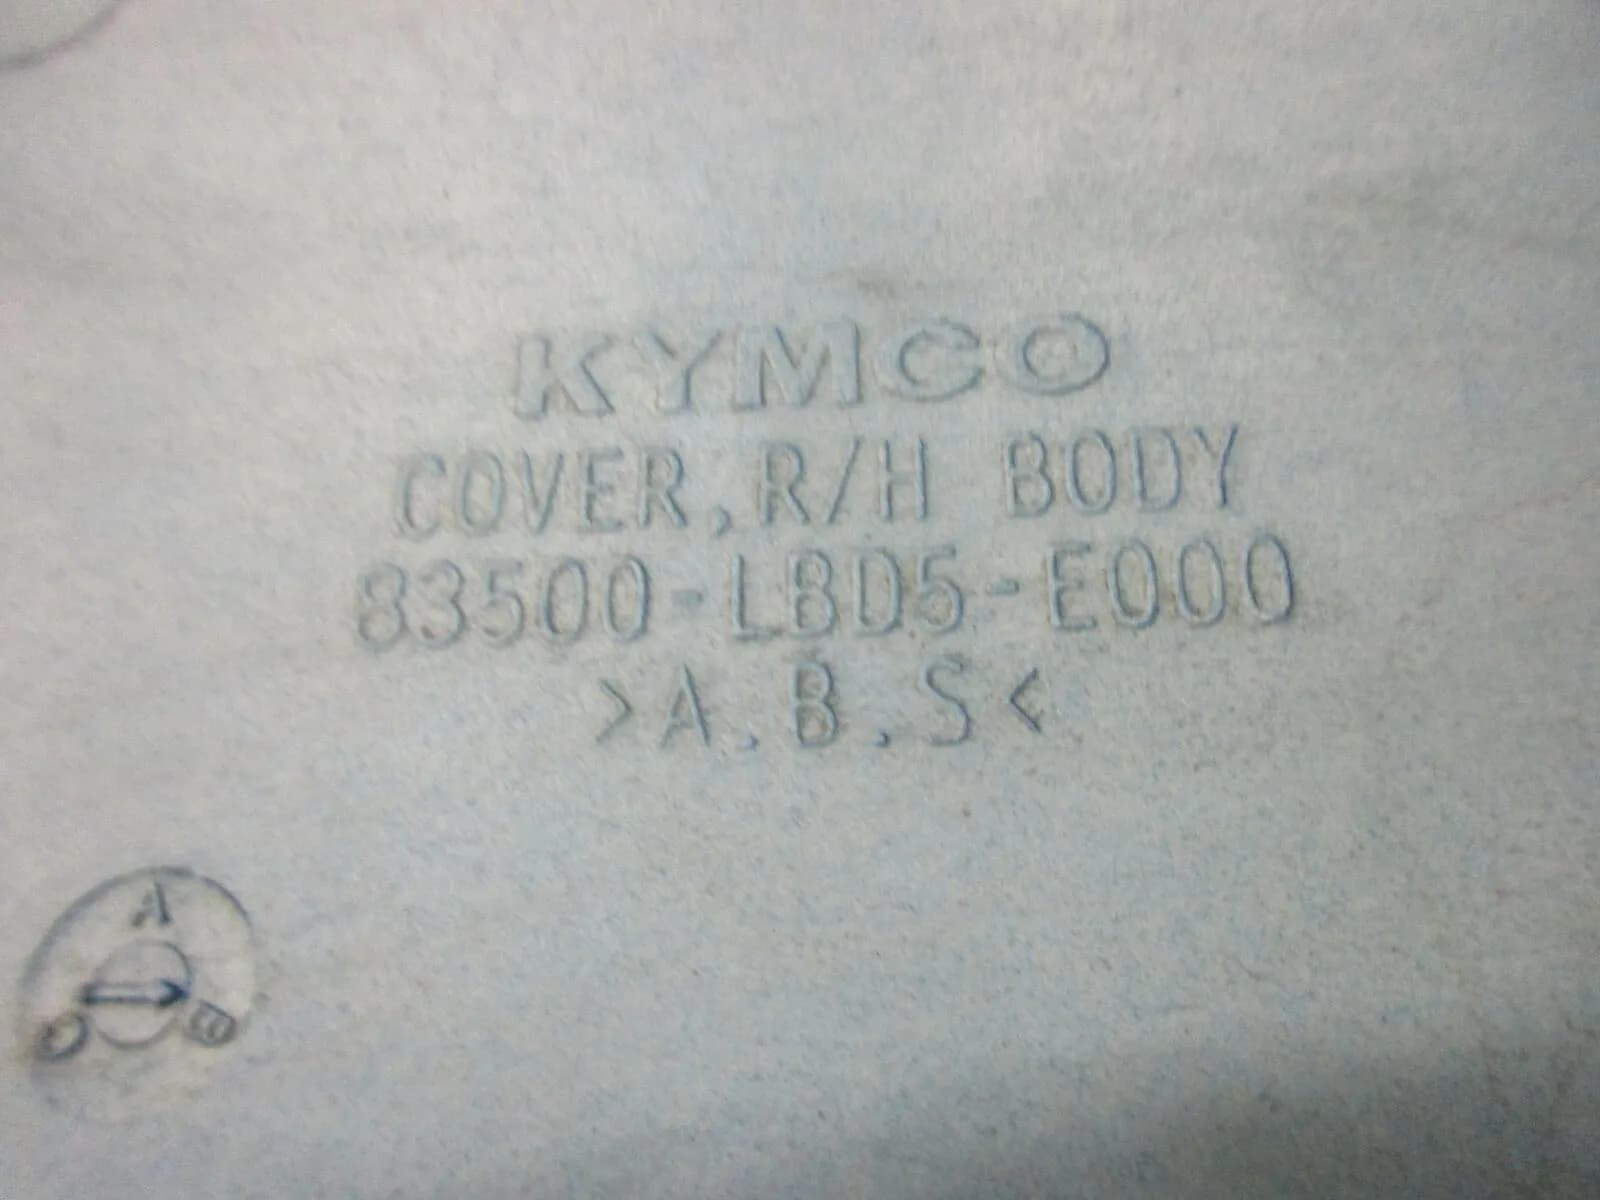 KYMCO
COVER,R/H BODY
83500-LBD5-E000
>A.B.S<
A
C B